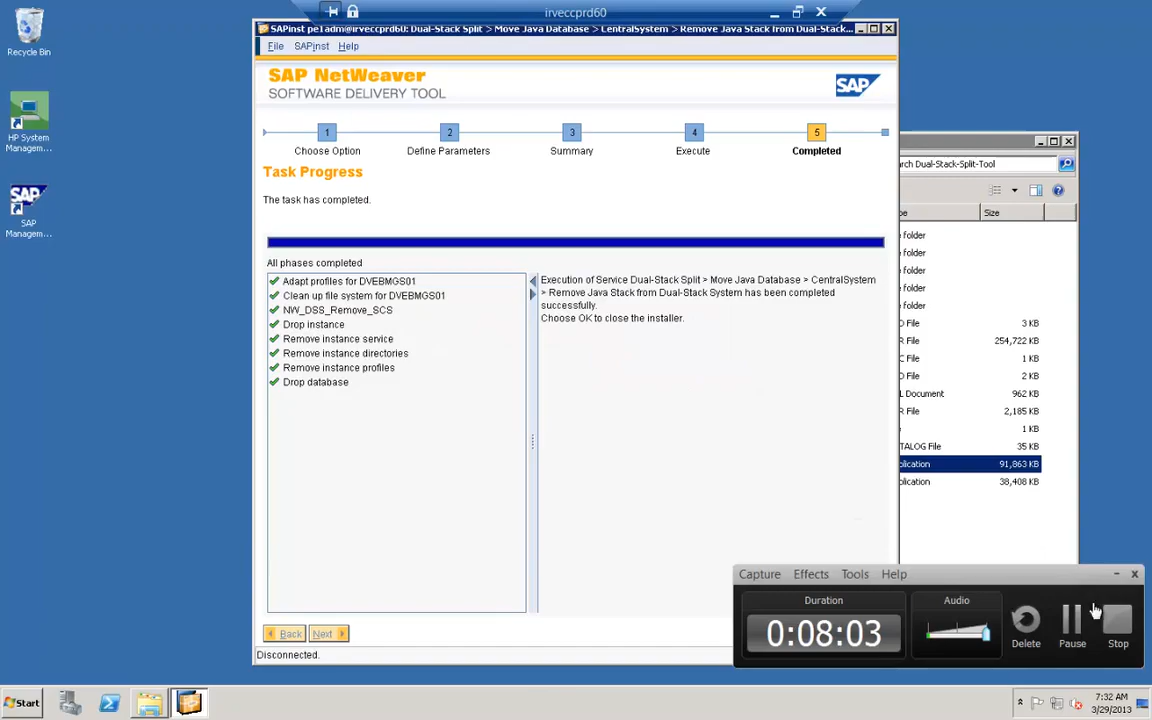 irveccprd60
Recycle Bin
HP System
Managem...
SAP
SAP
Managem...
SAPinst pe1adm@irveccprd60: Dual-Stack Split > Move Java Database > CentralSystem > Remove Java Stack from Dual-Stack...
File SAPinst Help
SAP NetWeaver
SOFTWARE DELIVERY TOOL
SAP
1 2 3 4 5
Choose Option Define Parameters Summary Execute Completed
Task Progress
The task has completed.
All phases completed
Adapt profiles for DVEBMGS01
Clean up file system for DVEBMGS01
NW_DSS_Remove_SCS
Drop instance
Remove instance service
Remove instance directories
Remove instance profiles
Drop database
Execution of Service Dual-Stack Split > Move Java Database > CentralSystem
> Remove Java Stack from Dual-Stack System has been completed
successfully.
Choose OK to close the installer.
Back Next
Disconnected.
rch Dual-Stack-Split-Tool
pe Size
folder
folder
folder
folder
folder
D File 3 KB
R File 254,722 KB
C File 1 KB
D File 2 KB
L Document 962 KB
R File 2,185 KB
e 1 KB
TALOG File 35 KB
plication 91,863 KB
plication 38,408 KB
Capture Effects Tools Help
Duration Audio
0:08:03
Delete Pause Stop
Start
7:32 AM
3/29/2013